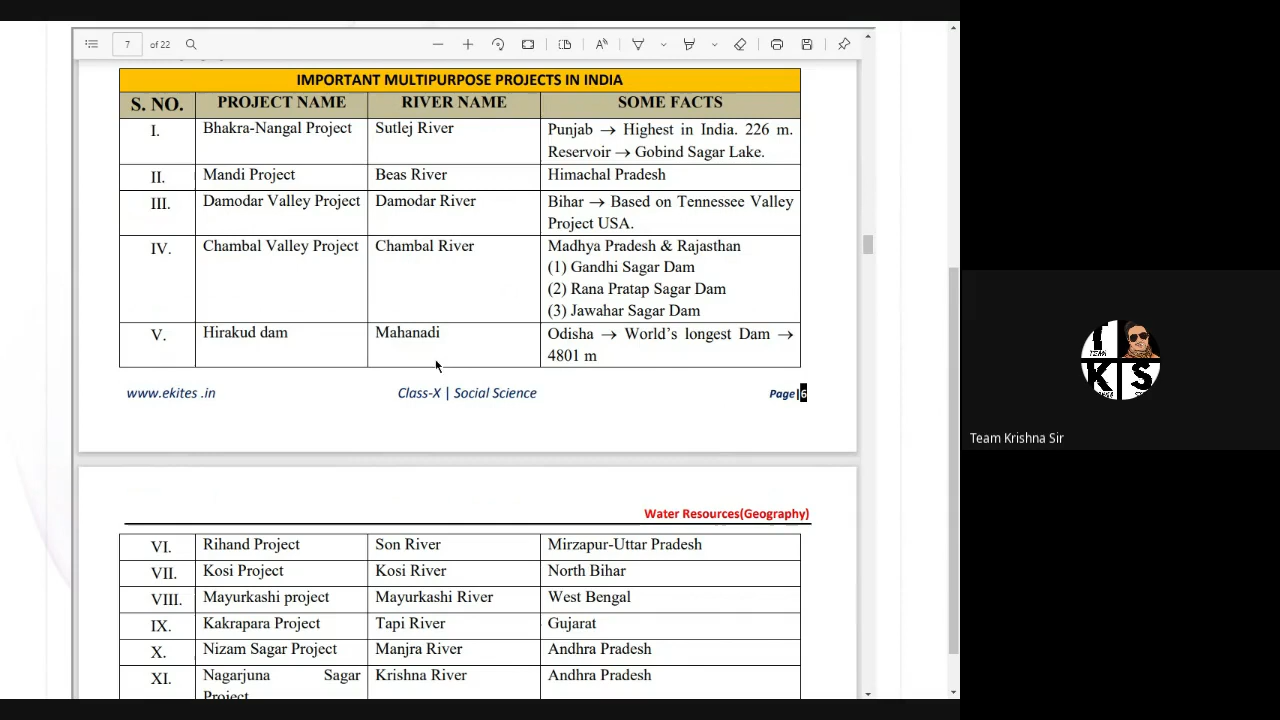 7 of 22
IMPORTANT MULTIPURPOSE PROJECTS IN INDIA
S. NO. PROJECT NAME RIVER NAME SOME FACTS
I. Bhakra-Nangal Project Sutlej River Punjab → Highest in India. 226 m.
Reservoir → Gobind Sagar Lake.
II. Mandi Project Beas River Himachal Pradesh
III. Damodar Valley Project Damodar River Bihar → Based on Tennessee Valley
Project USA.
IV. Chambal Valley Project Chambal River Madhya Pradesh & Rajasthan
(1) Gandhi Sagar Dam
(2) Rana Pratap Sagar Dam
(3) Jawahar Sagar Dam
V. Hirakud dam Mahanadi Odisha → World's longest Dam →
4801 m
www.ekites .in Class-X | Social Science Page|6
Water Resources(Geography)
VI. Rihand Project Son River Mirzapur-Uttar Pradesh
VII. Kosi Project Kosi River North Bihar
VIII. Mayurkashi project Mayurkashi River West Bengal
IX. Kakrapara Project Tapi River Gujarat
X. Nizam Sagar Project Manjra River Andhra Pradesh
XI. Nagarjuna Sagar Krishna River Andhra Pradesh
Project
TEAM
K S
Team Krishna Sir